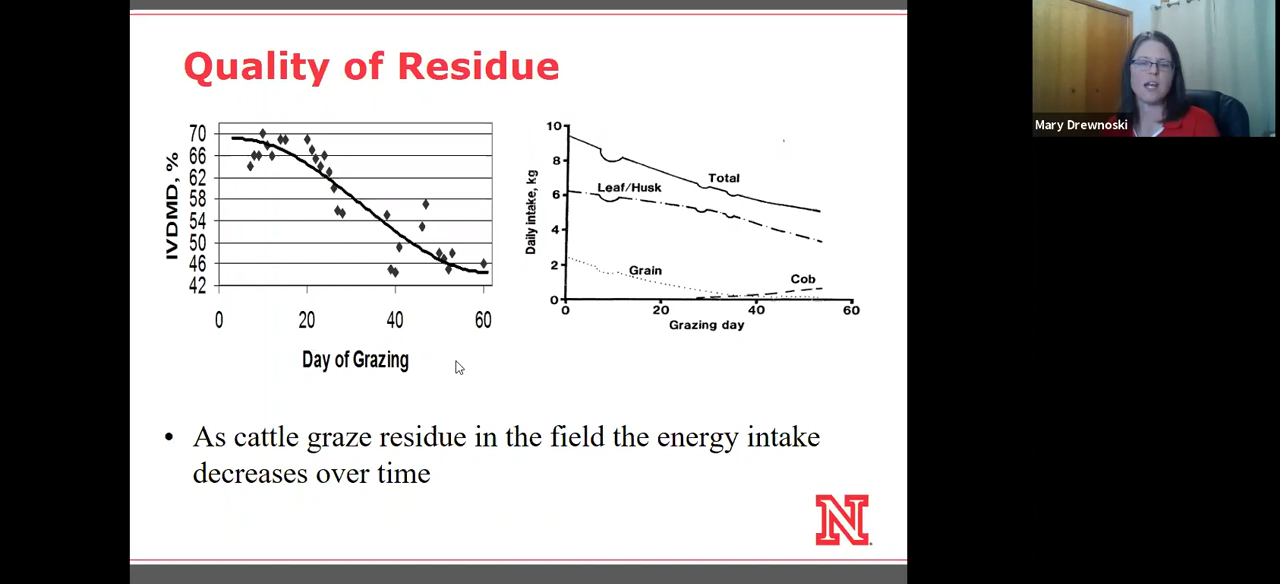 Quality of Residue
IVDMD, %
70
66
62
58
54
50
46
42
0 20 40 60
Day of Grazing
Daily intake, kg
10
8
6
4
2
0
Total
Leaf/Husk
Grain
Cob
0 20 40 60
Grazing day
• As cattle graze residue in the field the energy intake
decreases over time
N
Mary Drewnoski